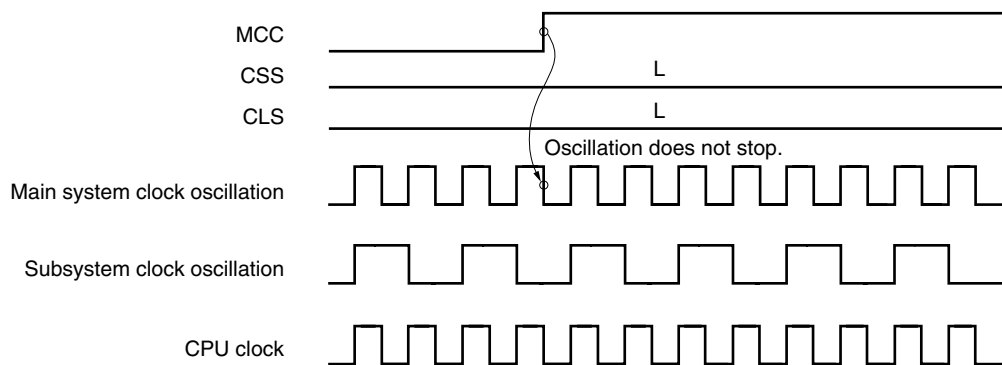 MCC
CSS
L
CLS
L
Oscillation does not stop.
Main system clock oscillation
Subsystem clock oscillation
CPU clock